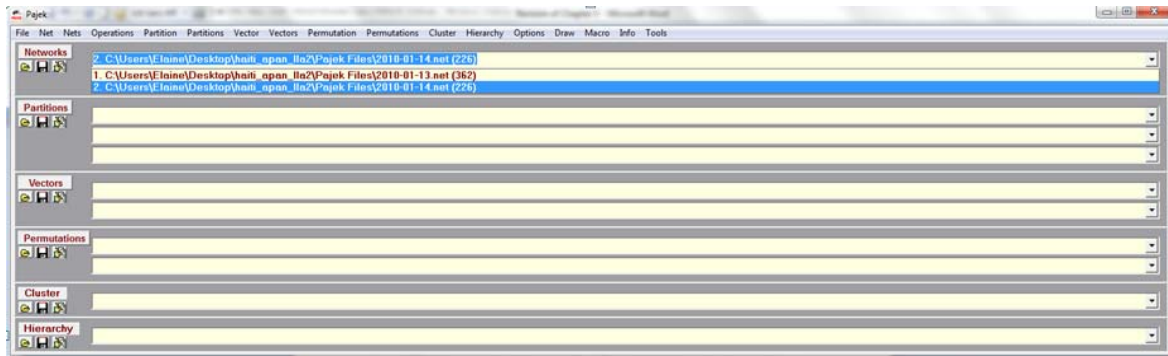 Pajek
File Net Nets Operations Partition Partitions Vector Vectors Permutation Permutations Cluster Hierarchy Options Draw Macro Info Tools
Networks
2. C:\Users\Elaine\Desktop\haiti_apan_lla2\Pajek Files\2010-01-14.net (226)
1. C:\Users\Elaine\Desktop\haiti_apan_lla2\Pajek Files\2010-01-13.net (362)
2. C:\Users\Elaine\Desktop\haiti_apan_lla2\Pajek Files\2010-01-14.net (226)
Partitions
Vectors
Permutations
Cluster
Hierarchy